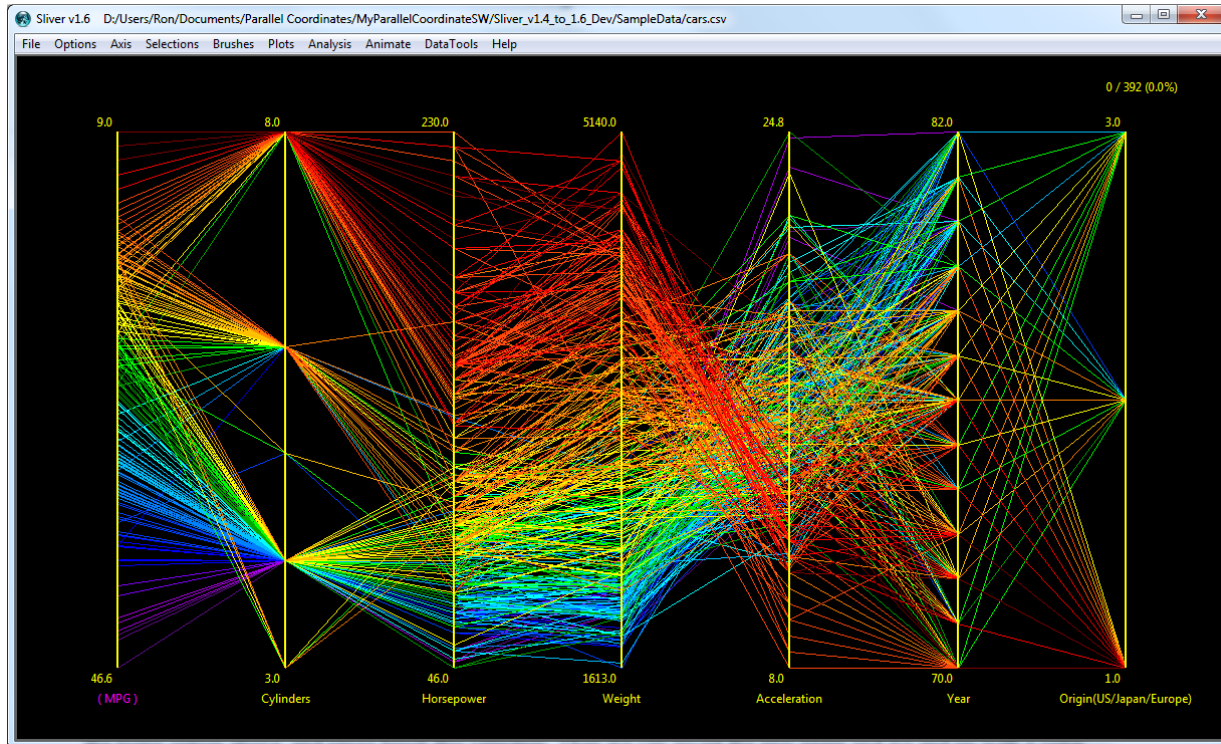 Sliver v1.6 D:/Users/Ron/Documents/Parallel Coordinates/MyParallelCoordinateSW/Sliver_v1.4_to_1.6_Dev/SampleData/cars.csv
File Options Axis Selections Brushes Plots Analysis Animate DataTools Help
0 / 392 (0.0%)
9.0 8.0 230.0 5140.0 24.8 82.0 3.0
46.6 3.0 46.0 1613.0 8.0 70.0 1.0
( MPG ) Cylinders Horsepower Weight Acceleration Year Origin(US/Japan/Europe)